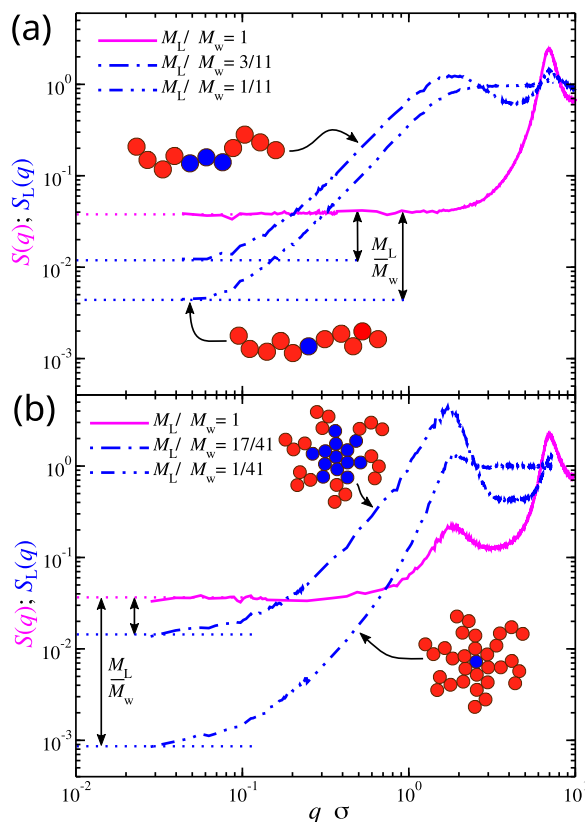 (a)
M_L / M_w = 1
M_L / M_w = 3/11
M_L / M_w = 1/11
10^0
10^-1
10^-2
10^-3
S(q); S_L(q)
M_L
M_w
(b)
M_L / M_w = 1
M_L / M_w = 17/41
M_L / M_w = 1/41
10^0
10^-1
10^-2
10^-3
S(q); S_L(q)
M_L
M_w
10^-2
10^-1
10^0
10
q σ